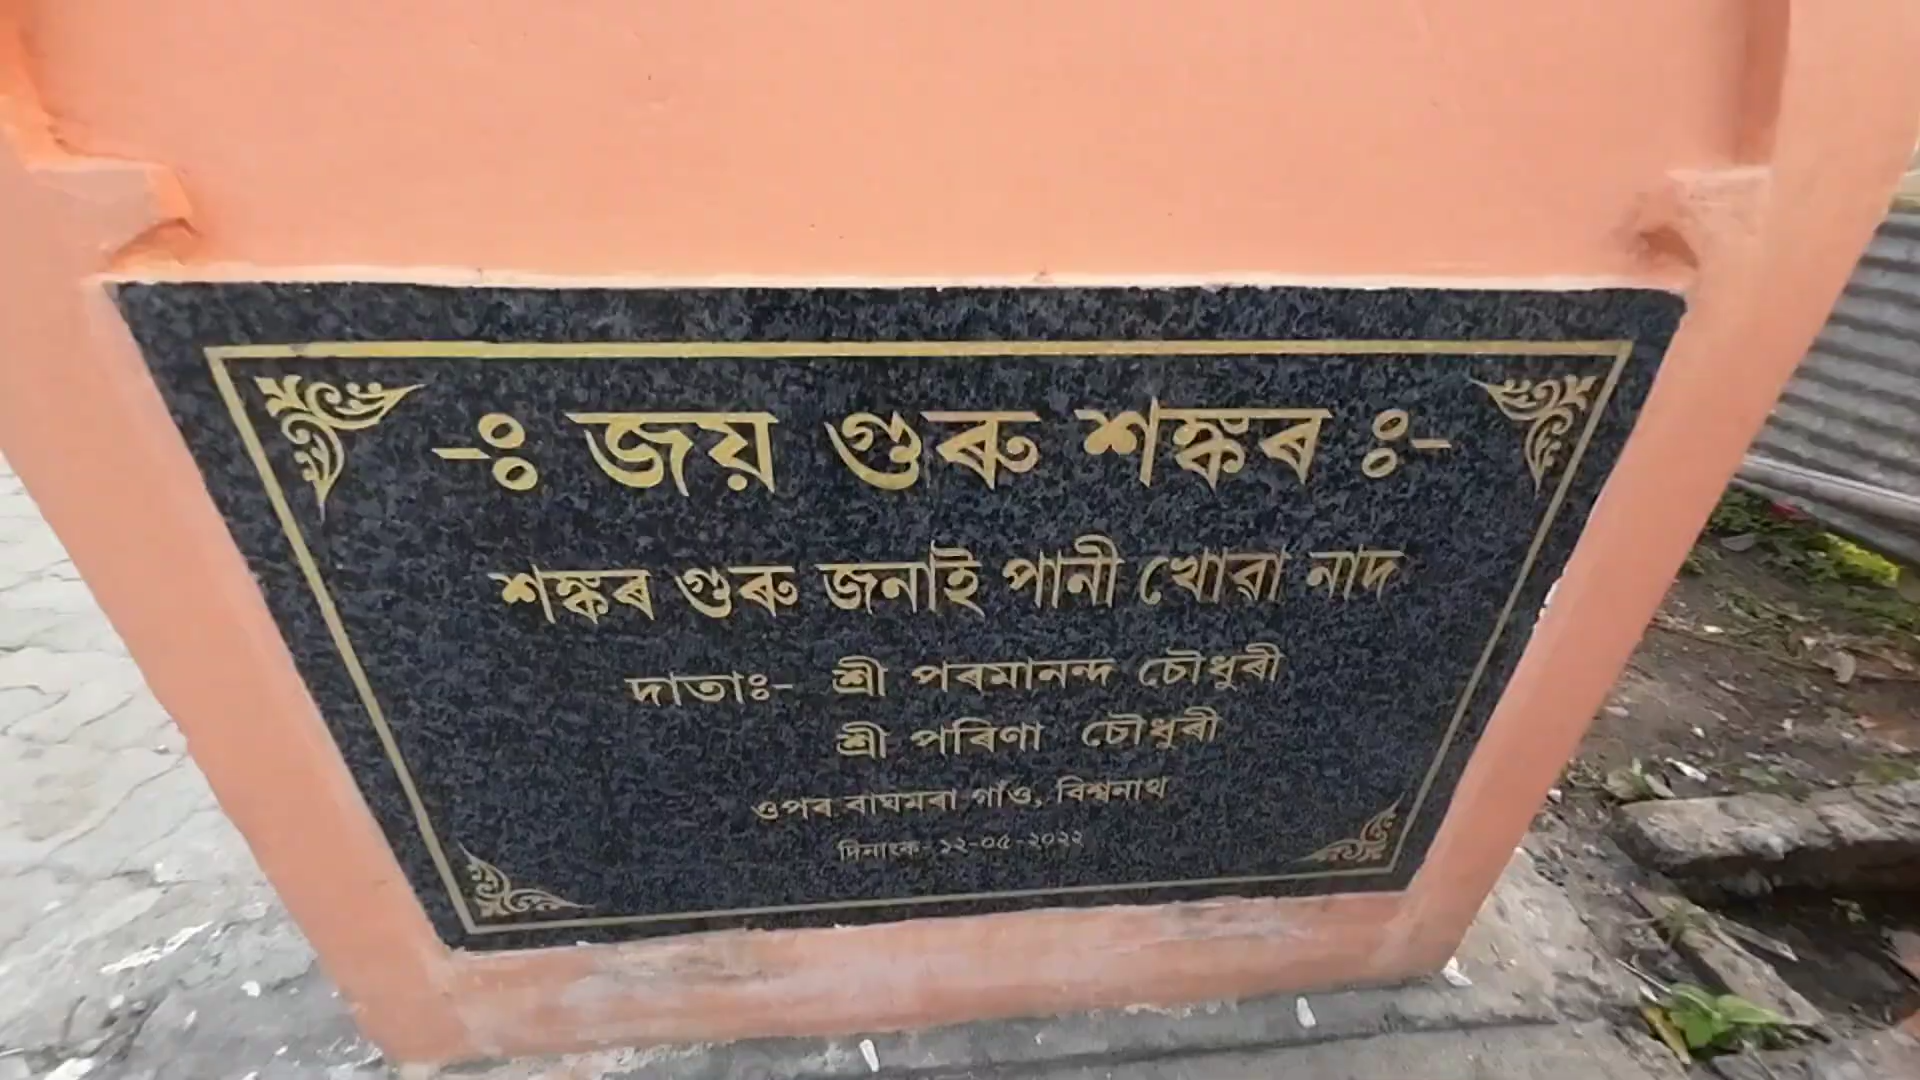 -ঃ জয় গুৰু শঙ্কৰ ঃ-
শঙ্কৰ গুৰু জনাই পানী খোৱা নাদ
দাতাঃ- শ্ৰী পৰমানন্দ চৌধুৰী
শ্ৰী পৰিণা চৌধুৰী
ওপৰ বাঘমৰা গাঁও, বিশ্বনাথ
দিনাংক- ১২-০৫-২০২২